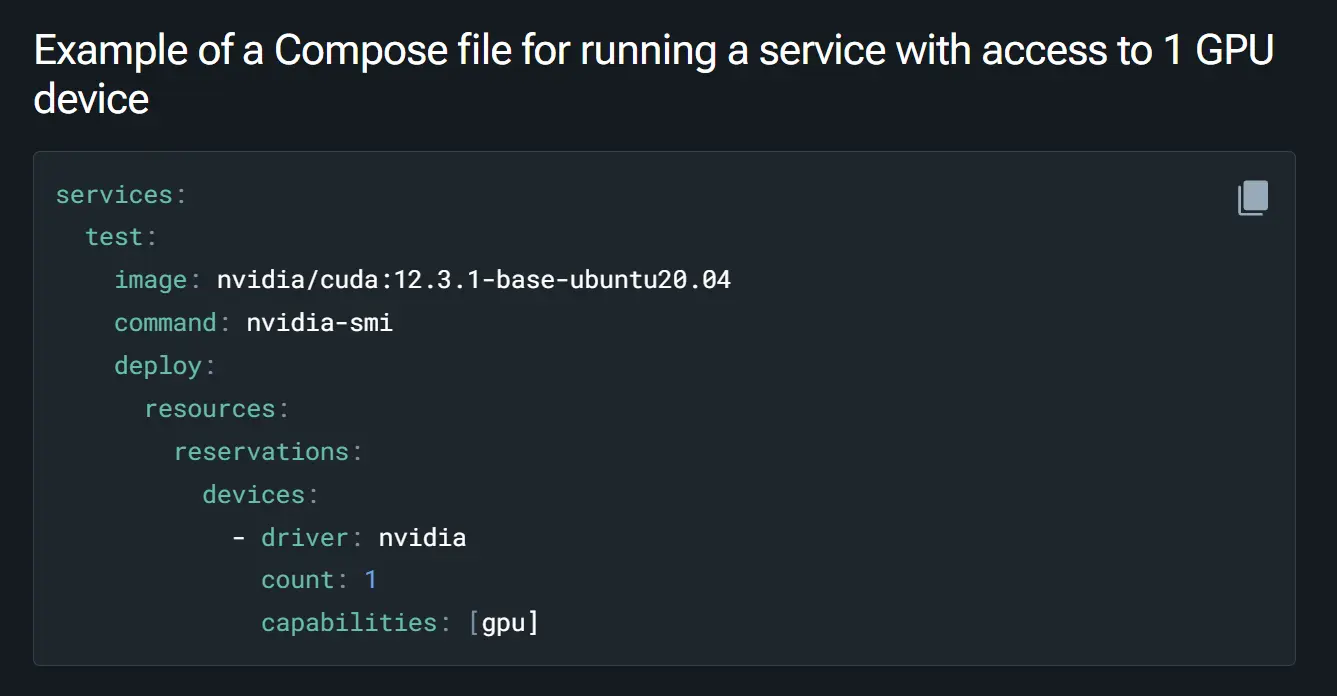 Example of a Compose file for running a service with access to 1 GPU
device
services:
  test:
    image: nvidia/cuda:12.3.1-base-ubuntu20.04
    command: nvidia-smi
    deploy:
      resources:
        reservations:
          devices:
            - driver: nvidia
              count: 1
              capabilities: [gpu]